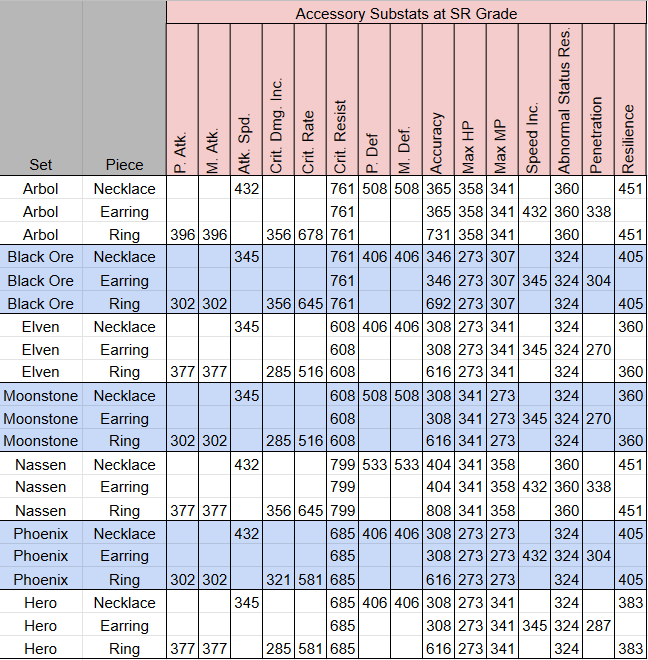 Accessory Substats at SR Grade
Set Piece P. Atk. M. Atk. Atk. Spd. Crit. Dmg. Inc. Crit. Rate Crit. Resist P. Def M. Def. Accuracy Max HP Max MP Speed Inc. Abnormal Status Res. Penetration Resilience
Arbol Necklace 432 761 508 508 365 358 341 360 451
Arbol Earring 761 365 358 341 432 360 338
Arbol Ring 396 396 356 678 761 731 358 341 360 451
Black Ore Necklace 345 761 406 406 346 273 307 324 405
Black Ore Earring 761 346 273 307 345 324 304
Black Ore Ring 302 302 356 645 761 692 273 307 324 405
Elven Necklace 345 608 406 406 308 273 341 324 360
Elven Earring 608 308 273 341 345 324 270
Elven Ring 377 377 285 516 608 616 273 341 324 360
Moonstone Necklace 345 608 508 508 308 341 273 324 360
Moonstone Earring 608 308 341 273 345 324 270
Moonstone Ring 302 302 285 516 608 616 341 273 324 360
Nassen Necklace 432 799 533 533 404 341 358 360 451
Nassen Earring 799 404 341 358 432 360 338
Nassen Ring 377 377 356 645 799 808 341 358 360 451
Phoenix Necklace 432 685 406 406 308 273 273 324 405
Phoenix Earring 685 308 273 273 432 324 304
Phoenix Ring 302 302 321 581 685 616 273 273 324 405
Hero Necklace 345 685 406 406 308 273 341 324 383
Hero Earring 685 308 273 341 345 324 287
Hero Ring 377 377 285 581 685 616 273 341 324 383